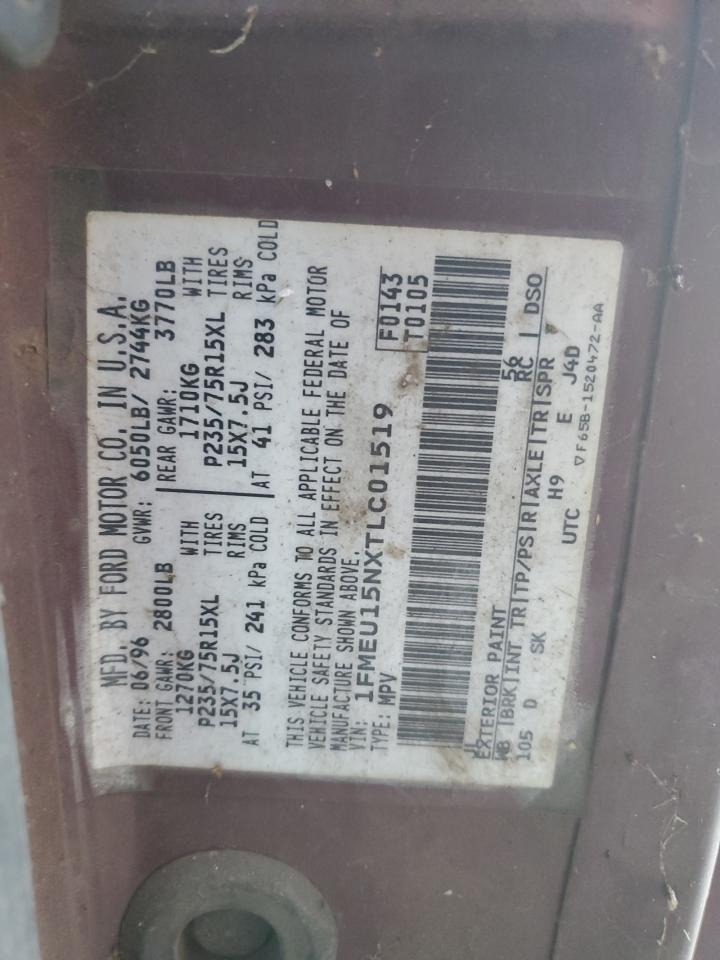 MFD. BY FORD MOTOR CO. IN U.S.A.
DATE: 06/96 GVWR: 6050LB/ 2744KG
FRONT GAWR: 2800LB REAR GAWR: 3770LB
1270KG WITH 1710KG WITH
P235/75R15XL TIRES P235/75R15XL TIRES
15X7.5J RIMS 15X7.5J RIMS
AT 35 PSI/ 241 kPa COLD AT 41 PSI/ 283 kPa COLD
THIS VEHICLE CONFORMS TO ALL APPLICABLE FEDERAL MOTOR
VEHICLE SAFETY STANDARDS IN EFFECT ON THE DATE OF
MANUFACTURE SHOWN ABOVE.
VIN: 1FMEU15NXTLC01519 F0143
TYPE: MPV T0105
EXTERIOR PAINT 56 RC DSO
WB |BRK|INT TR|TP/PS|R|AXLE|TR|SPR
105 D SK H9 E J4D
UTC ▽F65B-1520472-AA